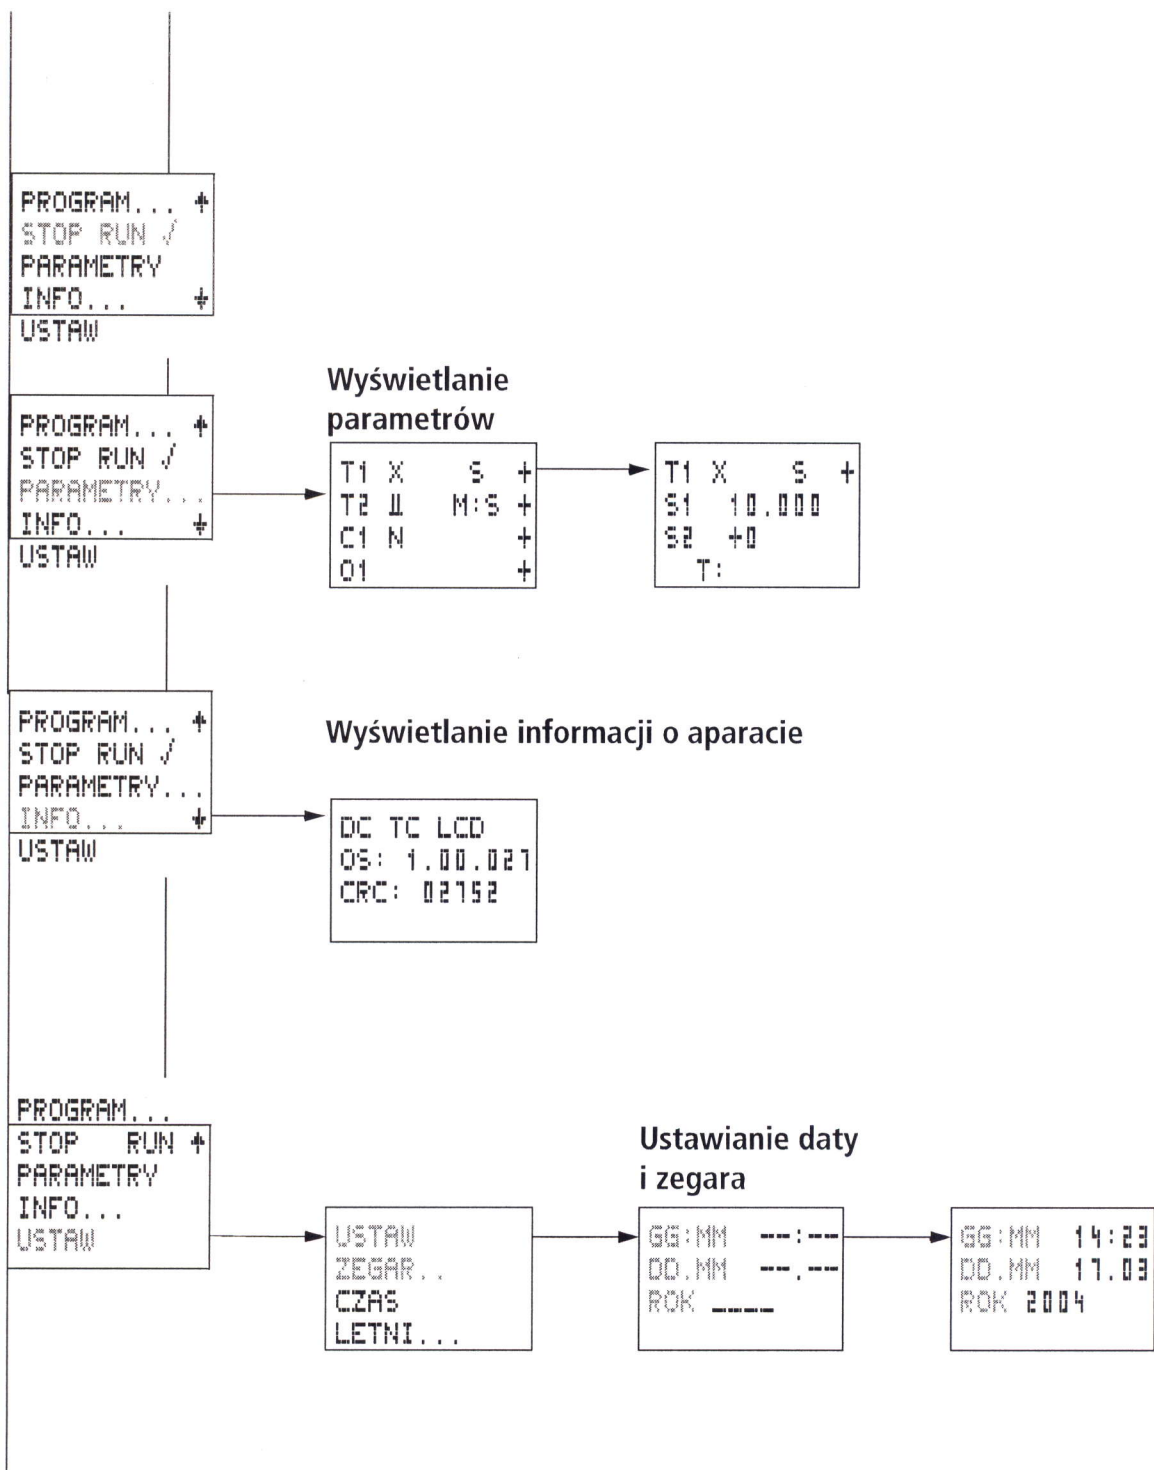 PROGRAM...
STOP RUN √
PARAMETRY
INFO...
USTAW
Wyświetlanie
parametrów
PROGRAM...
STOP RUN √
PARAMETRY...
INFO...
USTAW
T1 X S +
T2 M:S +
C1 N +
O1 +
T1 X S +
S1 10.000
S2 +0
T:
Wyświetlanie informacji o aparacie
PROGRAM...
STOP RUN √
PARAMETRY...
INFO...
USTAW
DC TC LCD
OS: 1.00.027
CRC: 02752
PROGRAM...
STOP RUN
PARAMETRY
INFO...
USTAW
USTAW
ZEGAR..
CZAS
LETNI...
Ustawianie daty
i zegara
GG:MM --:--
DD.MM --.--
ROK ____
GG:MM 14:23
DD.MM 17.03
ROK 2004